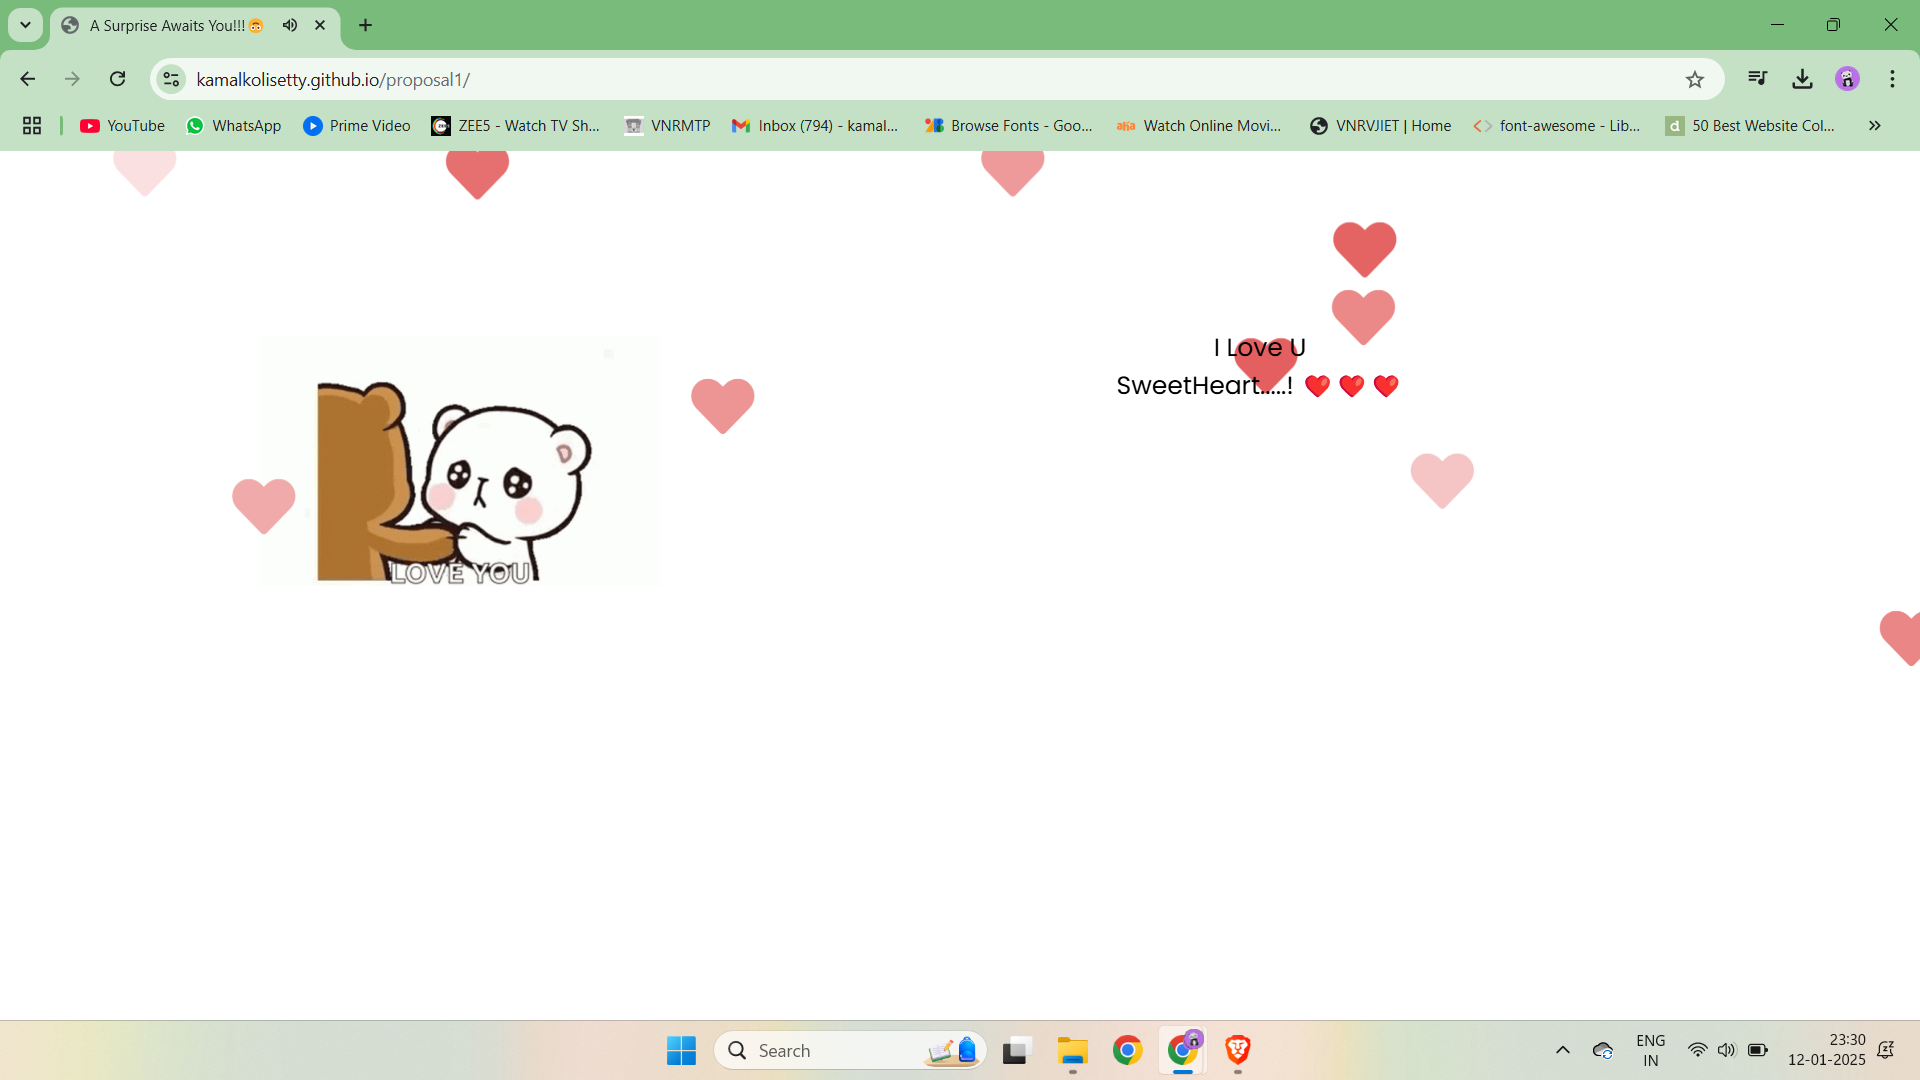 A Surprise Awaits You!!!🙃
kamalkolisetty.github.io/proposal1/
YouTube
WhatsApp
Prime Video
ZEE5 - Watch TV Sh...
VNRMTP
Inbox (794) - kamal...
Browse Fonts - Goo...
aha
Watch Online Movi...
VNRVJIET | Home
font-awesome - Lib...
d
50 Best Website Col...
I Love U
SweetHeart.....! ❤️ ❤️ ❤️
LOVE YOU
Search
ENG
IN
23:30
12-01-2025